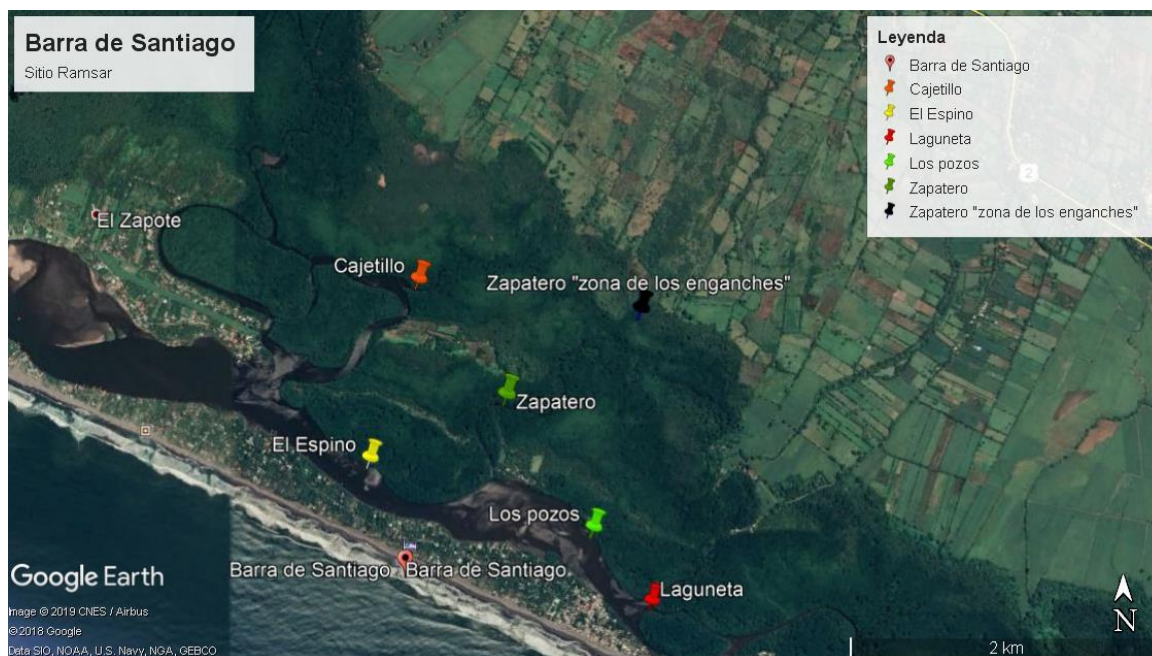 Barra de Santiago
Sitio Ramsar
Leyenda
Barra de Santiago
Cajetillo
El Espino
Laguneta
Los pozos
Zapatero
Zapatero "zona de los enganches"
2
El Zapote
Cajetillo
Zapatero "zona de los enganches"
Zapatero
El Espino
Los pozos
Barra de Santiago Barra de Santiago
Laguneta
Google Earth
Image © 2019 CNES / Airbus
© 2018 Google
Data SIO, NOAA, U.S. Navy, NGA, GEBCO
N
2 km